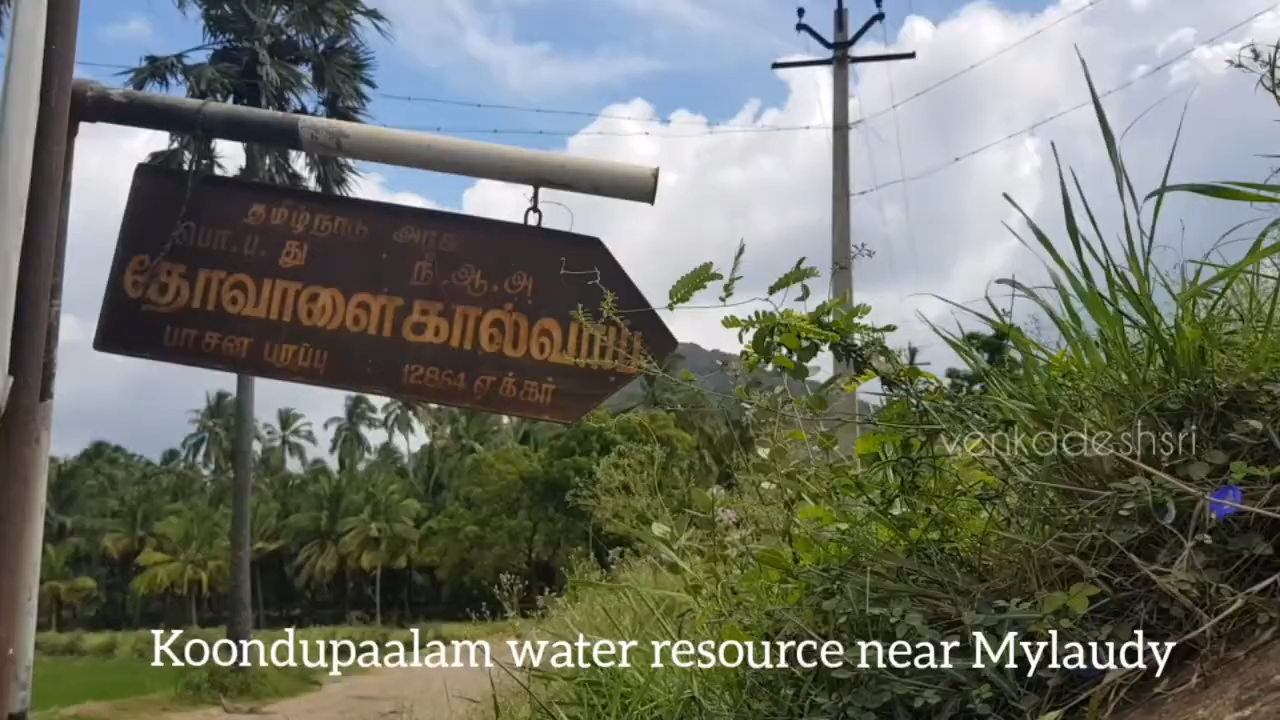 தமிழ்நாடு அரசு
பொ.ப.து நீ.ஆ.அ
தோவாளை கால்வாய்
பாசன பரப்பு 12864 ஏக்கர்
venkadeshsri
Koondupaalam water resource near Mylaudy